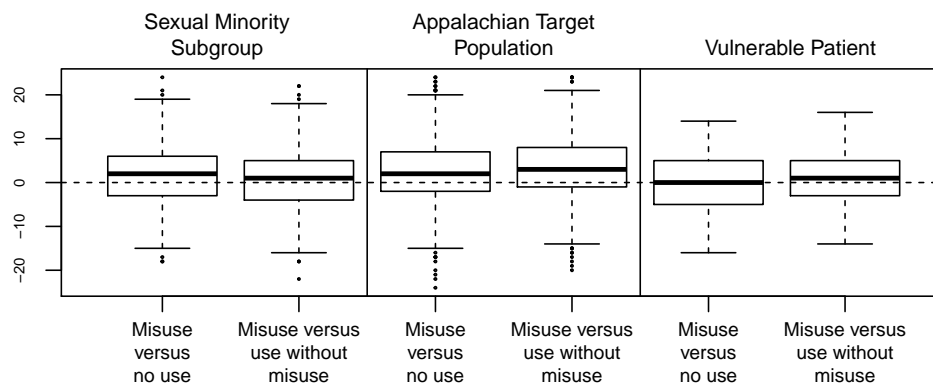 Sexual Minority
Subgroup
Appalachian Target
Population
Vulnerable Patient
20
10
0
−10
−20
Misuse
versus
no use
Misuse versus
use without
misuse
Misuse
versus
no use
Misuse versus
use without
misuse
Misuse
versus
no use
Misuse versus
use without
misuse